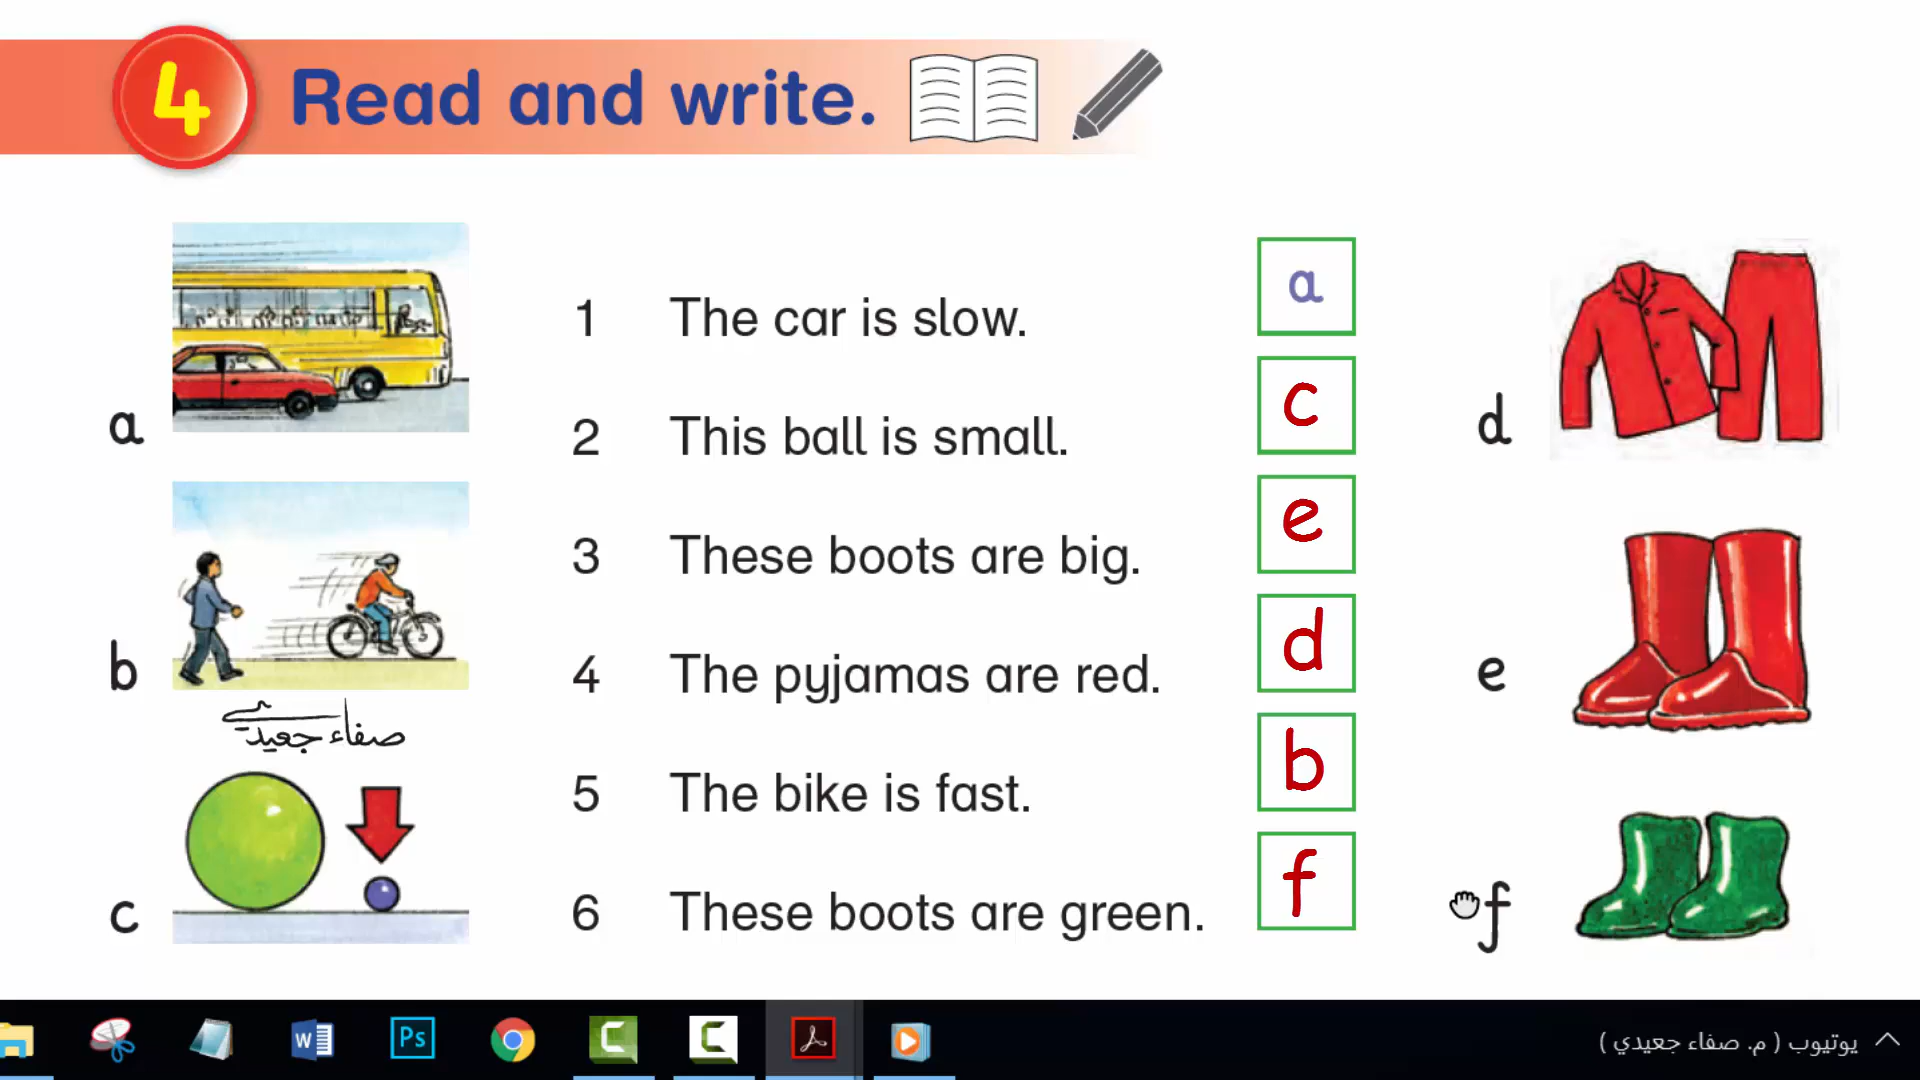 4 Read and write.
a
b
صفاء جعيدي
c
1 The car is slow. a
2 This ball is small. c
3 These boots are big. e
4 The pyjamas are red. d
5 The bike is fast. b
6 These boots are green. f
d
e
f
W
Ps
C
C
يوتيوب ( م. صفاء جعيدي )